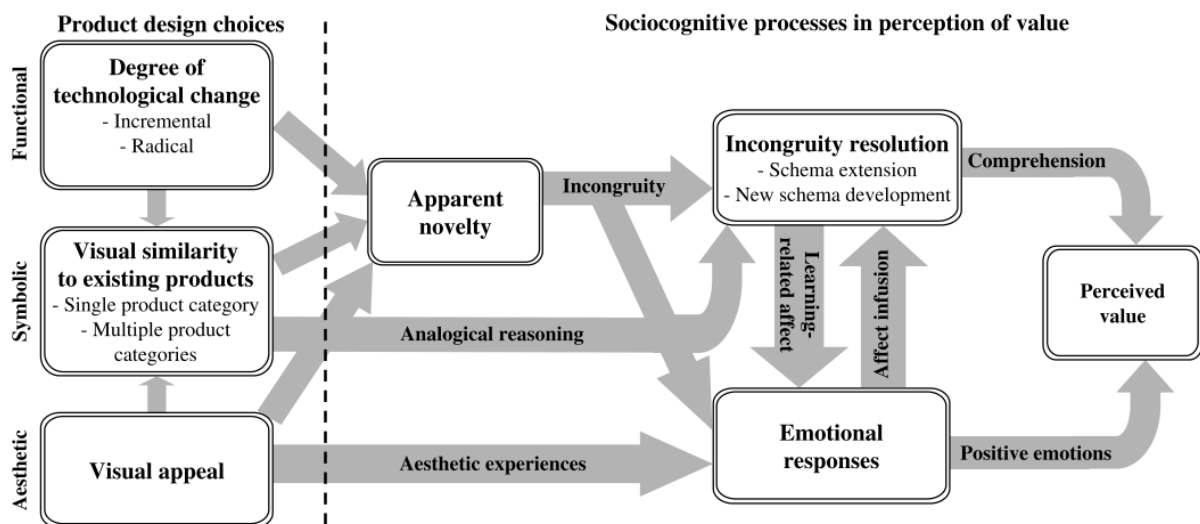 Product design choices
Sociocognitive processes in perception of value
Functional
Degree of
technological change
- Incremental
- Radical
Symbolic
Visual similarity
to existing products
- Single product category
- Multiple product
categories
Aesthetic
Visual appeal
Apparent
novelty
Incongruity
Analogical reasoning
Aesthetic experiences
Incongruity resolution
- Schema extension
- New schema development
Learning-
related affect
Affect infusion
Emotional
responses
Comprehension
Positive emotions
Perceived
value